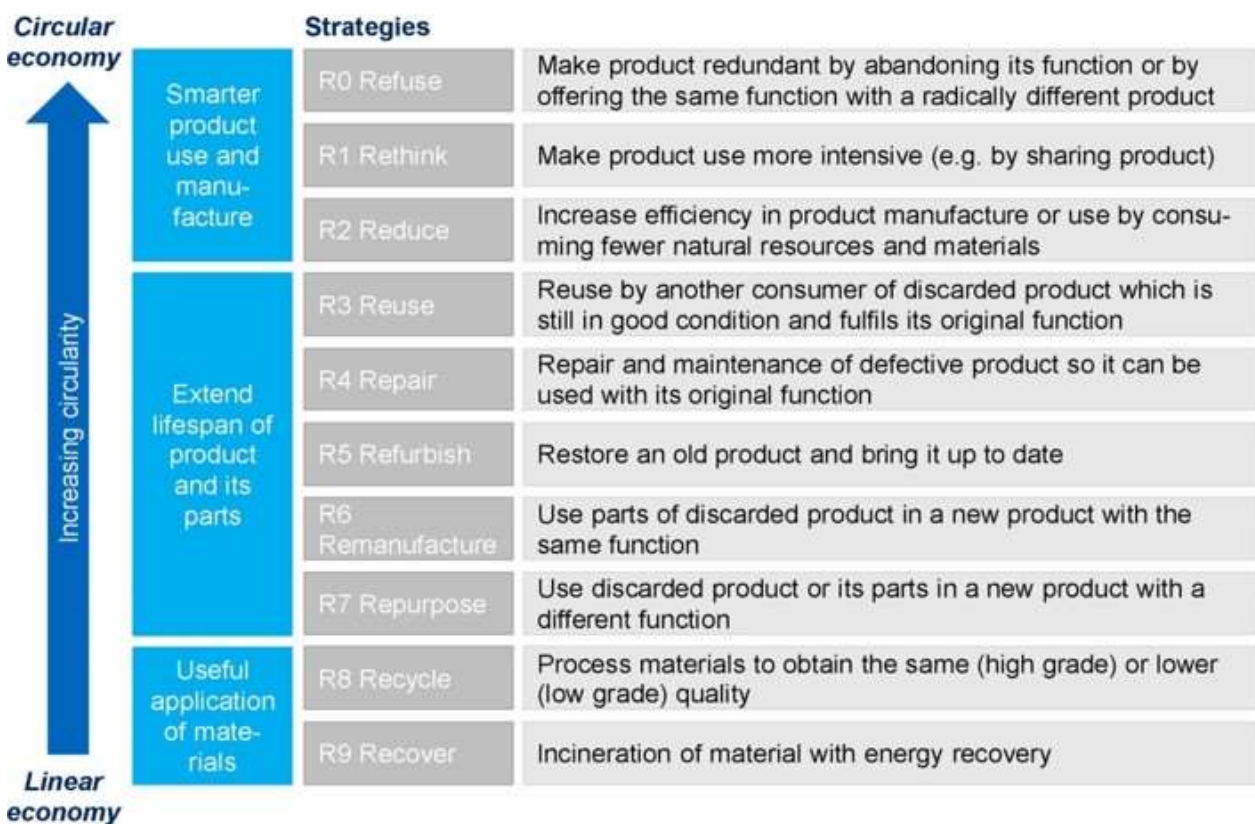 Circular
economy
Strategies
Increasing circularity
Linear
economy
Smarter
product
use and
manu-
facture
R0 Refuse
Make product redundant by abandoning its function or by
offering the same function with a radically different product
R1 Rethink
Make product use more intensive (e.g. by sharing product)
R2 Reduce
Increase efficiency in product manufacture or use by consu-
ming fewer natural resources and materials
Extend
lifespan of
product
and its
parts
R3 Reuse
Reuse by another consumer of discarded product which is
still in good condition and fulfils its original function
R4 Repair
Repair and maintenance of defective product so it can be
used with its original function
R5 Refurbish
Restore an old product and bring it up to date
R6
Remanufacture
Use parts of discarded product in a new product with the
same function
R7 Repurpose
Use discarded product or its parts in a new product with a
different function
Useful
application
of mate-
rials
R8 Recycle
Process materials to obtain the same (high grade) or lower
(low grade) quality
R9 Recover
Incineration of material with energy recovery